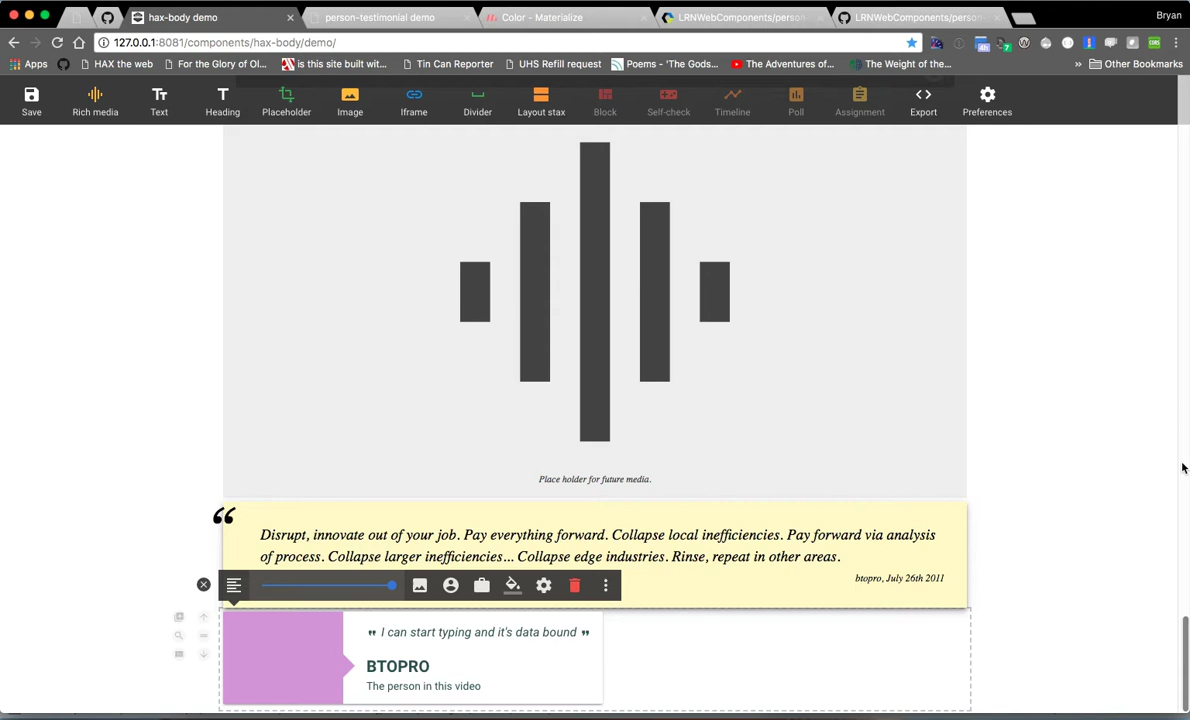 hax-body demo
person-testimonial demo
Color - Materialize
LRNWebComponents/person-
LRNWebComponents/person-
Bryan
127.0.0.1:8081/components/hax-body/demo/
Apps
HAX the web
For the Glory of Ol...
is this site built wit...
Tin Can Reporter
UHS Refill request
Poems - 'The Gods...
The Adventures of...
The Weight of the...
» Other Bookmarks
Save
Rich media
Text
Heading
Placeholder
Image
Iframe
Divider
Layout stax
Block
Self-check
Timeline
Poll
Assignment
Export
Preferences
Place holder for future media.
“
Disrupt, innovate out of your job. Pay everything forward. Collapse local inefficiencies. Pay forward via analysis
of process. Collapse larger inefficiencies... Collapse edge industries. Rinse, repeat in other areas.
btopro, July 26th 2011
" I can start typing and it's data bound "
BTOPRO
The person in this video